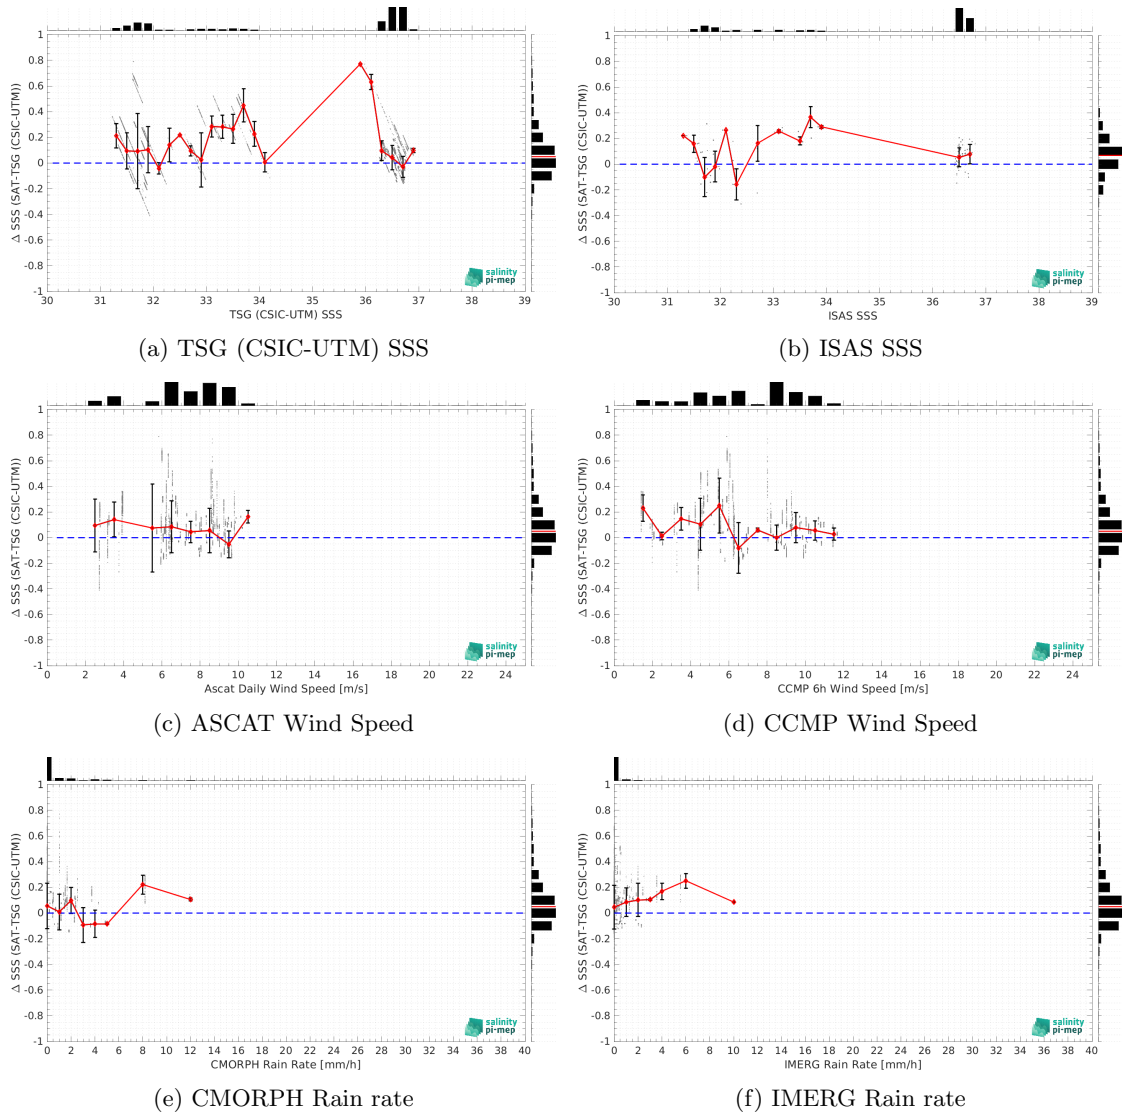 1
0.8
0.6
0.4
0.2
0
-0.2
-0.4
-0.6
-0.8
-1
Δ SSS (SAT-TSG (CSIC-UTM))
salinity
pi-mep
30 31 32 33 34 35 36 37 38 39
TSG (CSIC-UTM) SSS
(a) TSG (CSIC-UTM) SSS
1
0.8
0.6
0.4
0.2
0
-0.2
-0.4
-0.6
-0.8
-1
Δ SSS (SAT-TSG (CSIC-UTM))
salinity
pi-mep
30 31 32 33 34 35 36 37 38 39
ISAS SSS
(b) ISAS SSS
1
0.8
0.6
0.4
0.2
0
-0.2
-0.4
-0.6
-0.8
-1
Δ SSS (SAT-TSG (CSIC-UTM))
salinity
pi-mep
0 2 4 6 8 10 12 14 16 18 20 22 24
Ascat Daily Wind Speed [m/s]
(c) ASCAT Wind Speed
1
0.8
0.6
0.4
0.2
0
-0.2
-0.4
-0.6
-0.8
-1
Δ SSS (SAT-TSG (CSIC-UTM))
salinity
pi-mep
0 2 4 6 8 10 12 14 16 18 20 22 24
CCMP 6h Wind Speed [m/s]
(d) CCMP Wind Speed
1
0.8
0.6
0.4
0.2
0
-0.2
-0.4
-0.6
-0.8
-1
Δ SSS (SAT-TSG (CSIC-UTM))
salinity
pi-mep
0 2 4 6 8 10 12 14 16 18 20 22 24 26 28 30 32 34 36 38 40
CMORPH Rain Rate [mm/h]
(e) CMORPH Rain rate
1
0.8
0.6
0.4
0.2
0
-0.2
-0.4
-0.6
-0.8
-1
Δ SSS (SAT-TSG (CSIC-UTM))
salinity
pi-mep
0 2 4 6 8 10 12 14 16 18 20 22 24 26 28 30 32 34 36 38 40
IMERG Rain Rate [mm/h]
(f) IMERG Rain rate